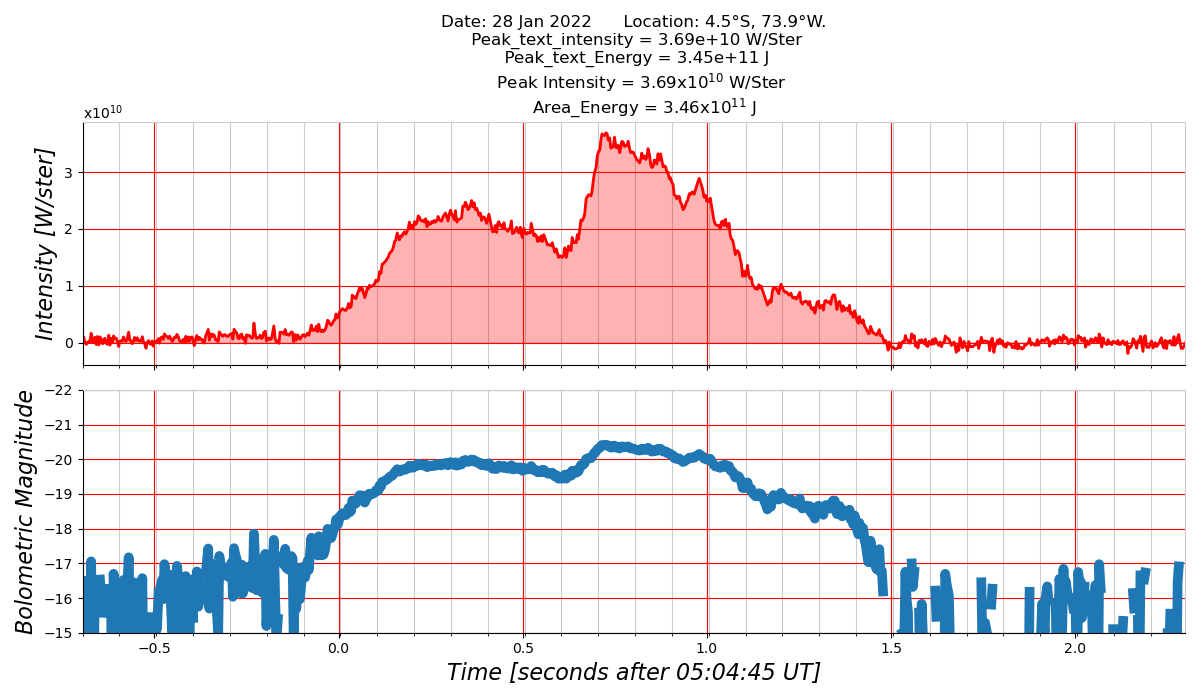 Date: 28 Jan 2022      Location: 4.5°S, 73.9°W.
Peak_text_intensity = 3.69e+10 W/Ster
Peak_text_Energy = 3.45e+11 J
Peak Intensity = 3.69x10¹⁰ W/Ster
Area_Energy = 3.46x10¹¹ J
x10¹⁰
Intensity [W/ster]
3
2
1
0
Bolometric Magnitude
−22
−21
−20
−19
−18
−17
−16
−15
−0.5 0.0 0.5 1.0 1.5 2.0
Time [seconds after 05:04:45 UT]